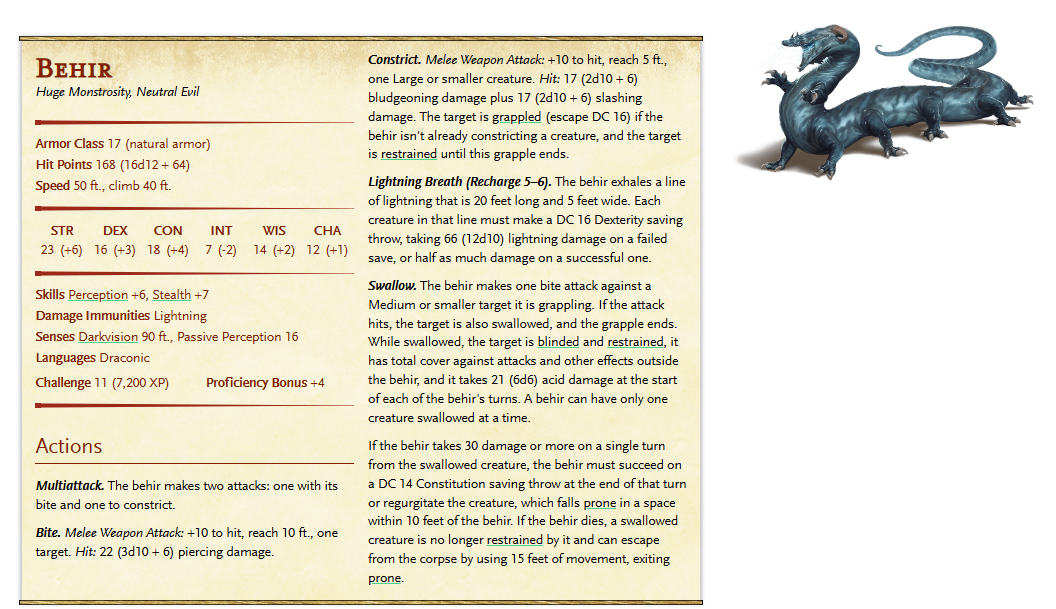 BEHIR
Huge Monstrosity, Neutral Evil
Armor Class 17 (natural armor)
Hit Points 168 (16d12 + 64)
Speed 50 ft., climb 40 ft.
STR DEX CON INT WIS CHA
23 (+6) 16 (+3) 18 (+4) 7 (-2) 14 (+2) 12 (+1)
Skills Perception +6, Stealth +7
Damage Immunities Lightning
Senses Darkvision 90 ft., Passive Perception 16
Languages Draconic
Challenge 11 (7,200 XP) Proficiency Bonus +4
Actions
Multiattack. The behir makes two attacks: one with its
bite and one to constrict.
Bite. Melee Weapon Attack: +10 to hit, reach 10 ft., one
target. Hit: 22 (3d10 + 6) piercing damage.
Constrict. Melee Weapon Attack: +10 to hit, reach 5 ft.,
one Large or smaller creature. Hit: 17 (2d10 + 6)
bludgeoning damage plus 17 (2d10 + 6) slashing
damage. The target is grappled (escape DC 16) if the
behir isn't already constricting a creature, and the target
is restrained until this grapple ends.
Lightning Breath (Recharge 5–6). The behir exhales a line
of lightning that is 20 feet long and 5 feet wide. Each
creature in that line must make a DC 16 Dexterity saving
throw, taking 66 (12d10) lightning damage on a failed
save, or half as much damage on a successful one.
Swallow. The behir makes one bite attack against a
Medium or smaller target it is grappling. If the attack
hits, the target is also swallowed, and the grapple ends.
While swallowed, the target is blinded and restrained, it
has total cover against attacks and other effects outside
the behir, and it takes 21 (6d6) acid damage at the start
of each of the behir's turns. A behir can have only one
creature swallowed at a time.
If the behir takes 30 damage or more on a single turn
from the swallowed creature, the behir must succeed on
a DC 14 Constitution saving throw at the end of that turn
or regurgitate the creature, which falls prone in a space
within 10 feet of the behir. If the behir dies, a swallowed
creature is no longer restrained by it and can escape
from the corpse by using 15 feet of movement, exiting
prone.